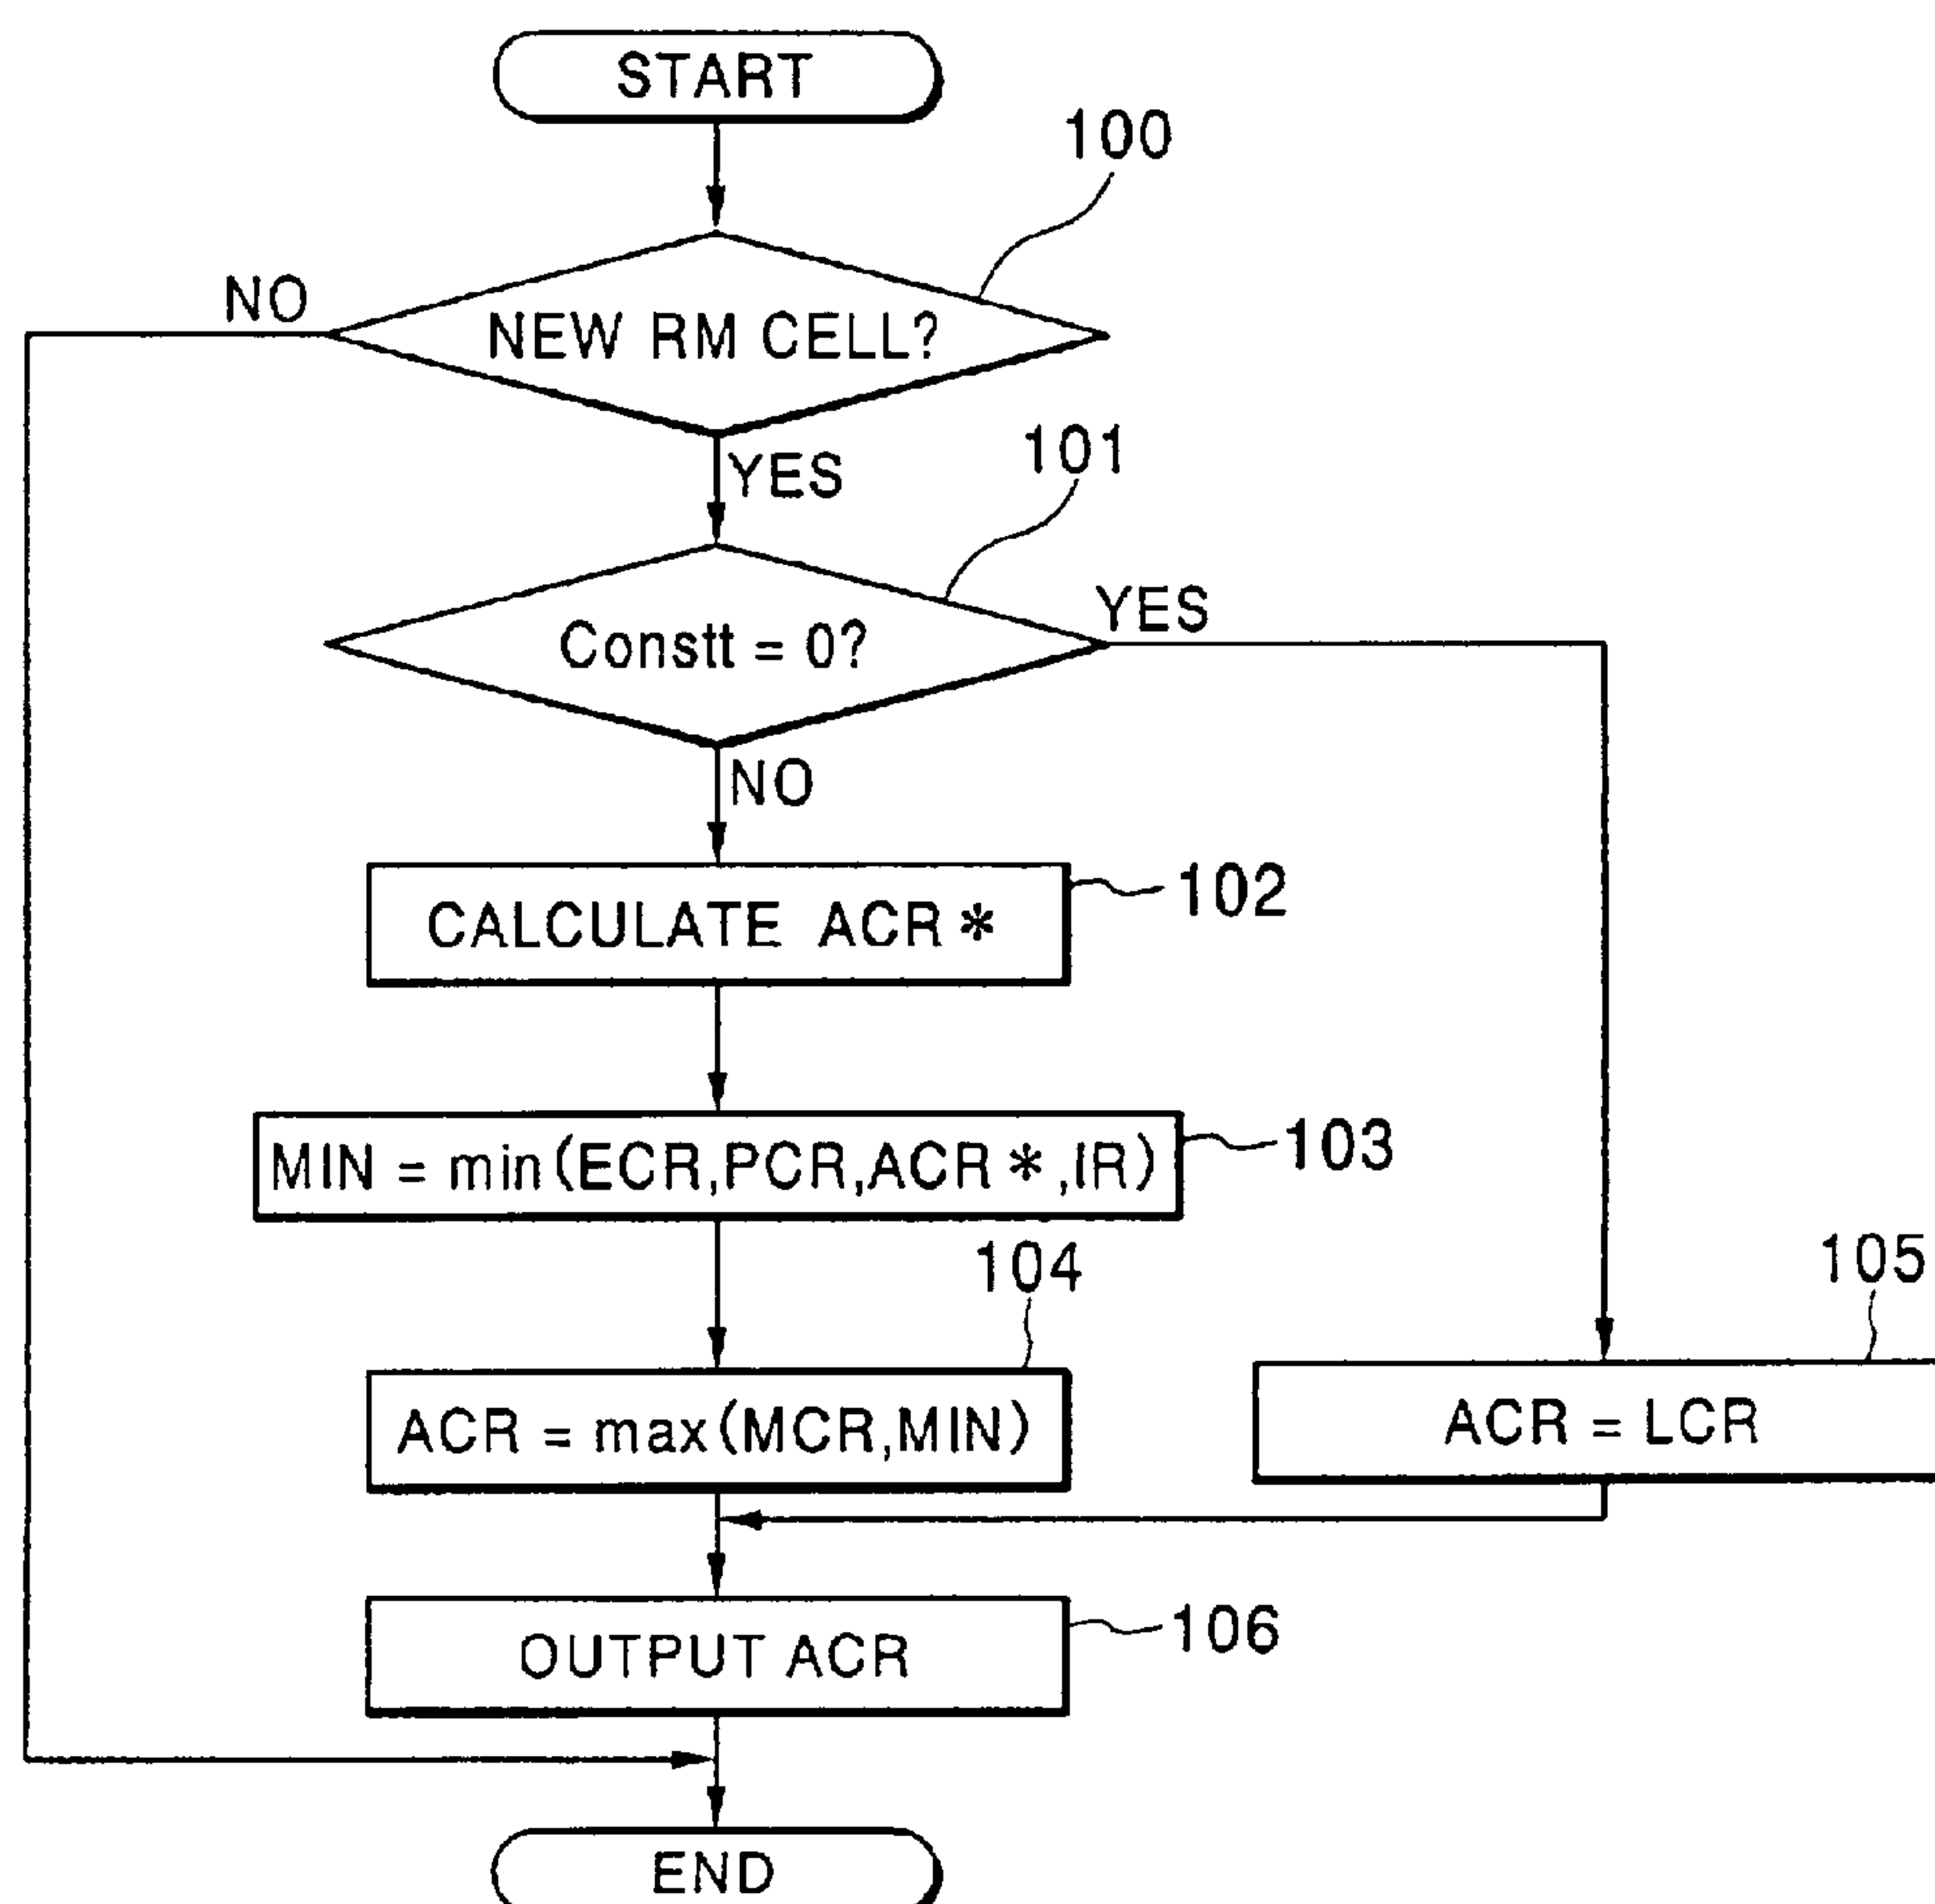 START
100
NO
NEW RM CELL?
YES
101
YES
Constt = 0?
NO
CALCULATE ACR*
102
MIN = min(ECR,PCR,ACR*,IR)
103
104
105
ACR = max(MCR,MIN)
ACR = LCR
OUTPUT ACR
106
END